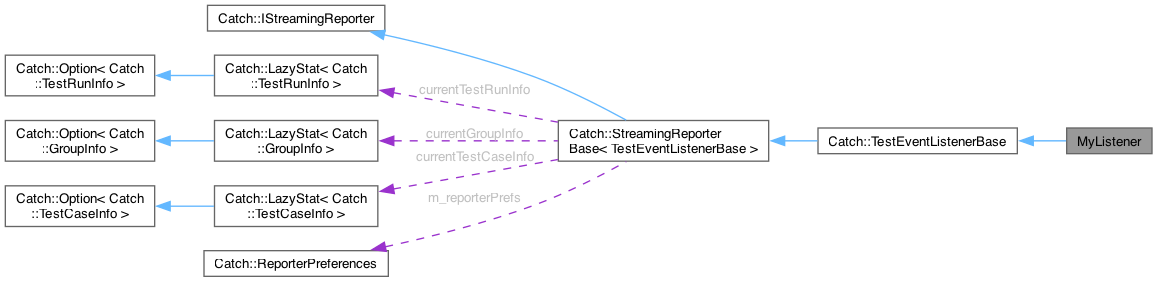 Catch::IStreamingReporter
Catch::Option< Catch
::TestRunInfo >
Catch::LazyStat< Catch
::TestRunInfo >
currentTestRunInfo
Catch::Option< Catch
::GroupInfo >
Catch::LazyStat< Catch
::GroupInfo >
currentGroupInfo
Catch::StreamingReporter
Base< TestEventListenerBase >
Catch::TestEventListenerBase
MyListener
currentTestCaseInfo
Catch::Option< Catch
::TestCaseInfo >
Catch::LazyStat< Catch
::TestCaseInfo >
m_reporterPrefs
Catch::ReporterPreferences